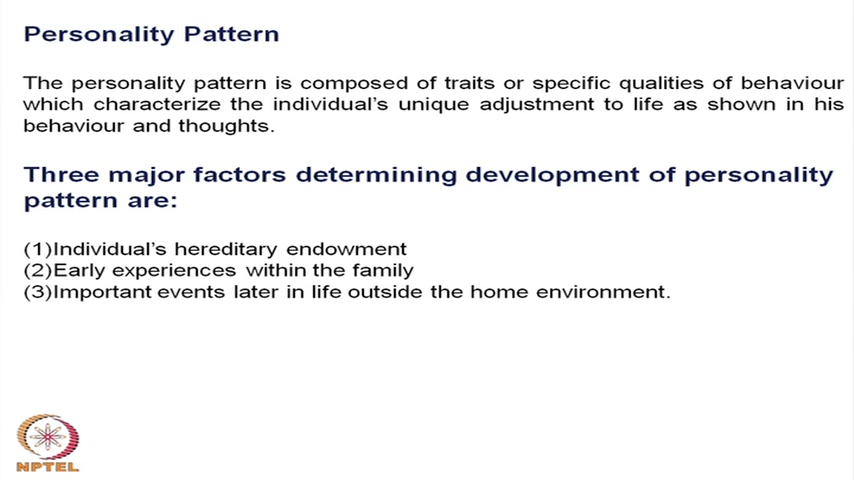 Personality Pattern
The personality pattern is composed of traits or specific qualities of behaviour
which characterize the individual's unique adjustment to life as shown in his
behaviour and thoughts.
Three major factors determining development of personality
pattern are:
(1)Individual's hereditary endowment
(2)Early experiences within the family
(3)Important events later in life outside the home environment.
NPTEL